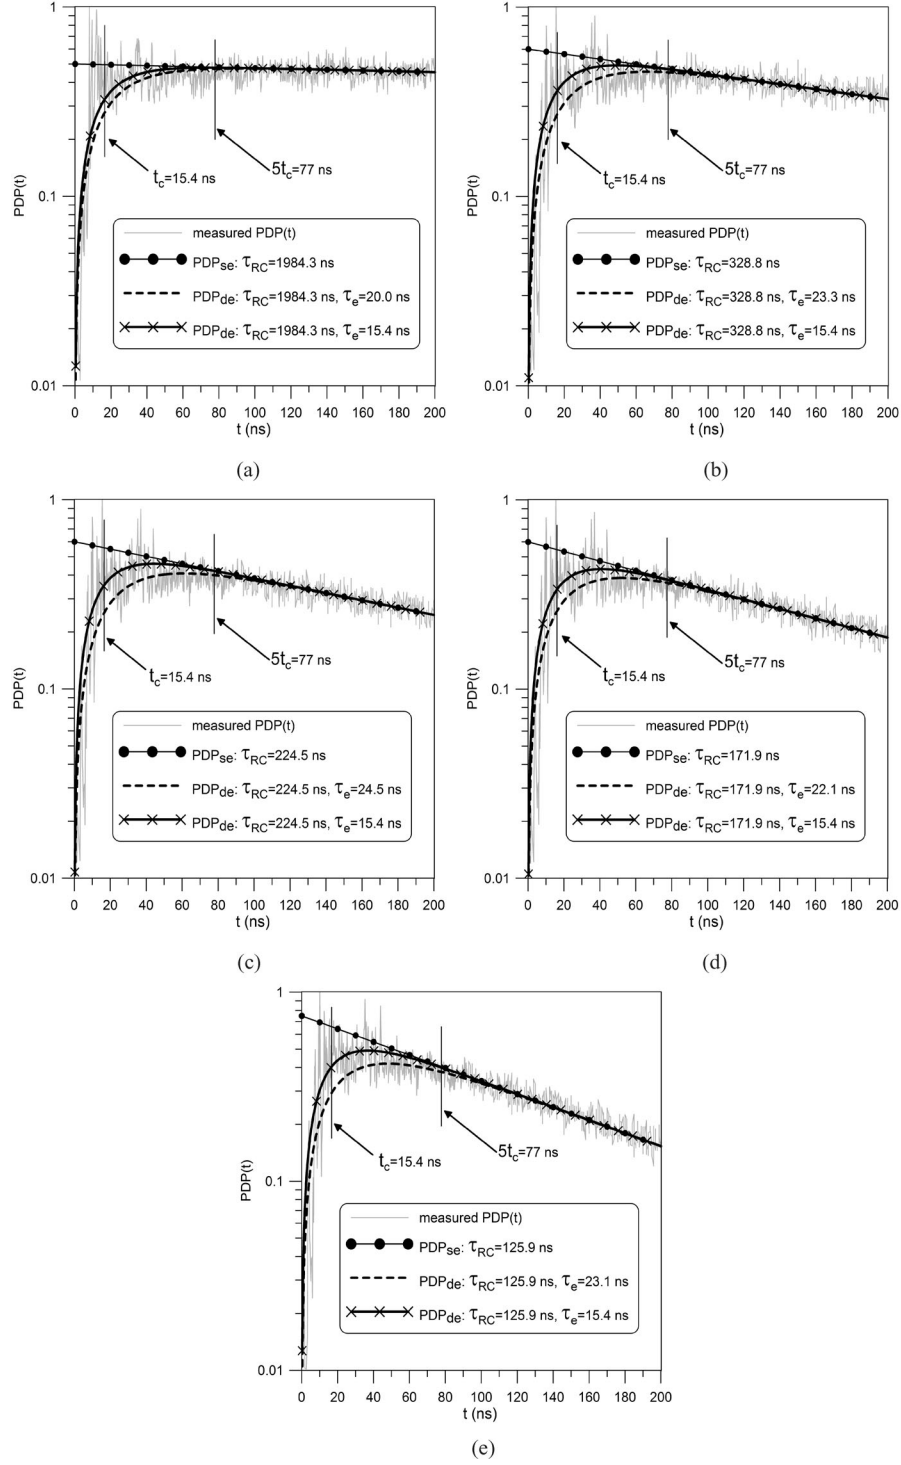 1
0.1
0.01
PDP(t)
t_c=15.4 ns
5t_c=77 ns
measured PDP(t)
PDP_se: τ_RC=1984.3 ns
PDP_de: τ_RC=1984.3 ns, τ_e=20.0 ns
PDP_de: τ_RC=1984.3 ns, τ_e=15.4 ns
0 20 40 60 80 100 120 140 160 180 200
t (ns)
(a)
1
0.1
0.01
PDP(t)
t_c=15.4 ns
5t_c=77 ns
measured PDP(t)
PDP_se: τ_RC=328.8 ns
PDP_de: τ_RC=328.8 ns, τ_e=23.3 ns
PDP_de: τ_RC=328.8 ns, τ_e=15.4 ns
0 20 40 60 80 100 120 140 160 180 200
t (ns)
(b)
1
0.1
0.01
PDP(t)
t_c=15.4 ns
5t_c=77 ns
measured PDP(t)
PDP_se: τ_RC=224.5 ns
PDP_de: τ_RC=224.5 ns, τ_e=24.5 ns
PDP_de: τ_RC=224.5 ns, τ_e=15.4 ns
0 20 40 60 80 100 120 140 160 180 200
t (ns)
(c)
1
0.1
0.01
PDP(t)
t_c=15.4 ns
5t_c=77 ns
measured PDP(t)
PDP_se: τ_RC=171.9 ns
PDP_de: τ_RC=171.9 ns, τ_e=22.1 ns
PDP_de: τ_RC=171.9 ns, τ_e=15.4 ns
0 20 40 60 80 100 120 140 160 180 200
t (ns)
(d)
1
0.1
0.01
PDP(t)
t_c=15.4 ns
5t_c=77 ns
measured PDP(t)
PDP_se: τ_RC=125.9 ns
PDP_de: τ_RC=125.9 ns, τ_e=23.1 ns
PDP_de: τ_RC=125.9 ns, τ_e=15.4 ns
0 20 40 60 80 100 120 140 160 180 200
t (ns)
(e)